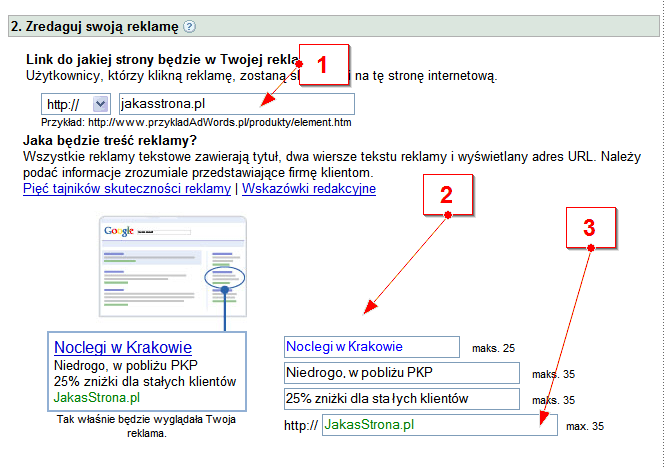 2. Zredaguj swoją reklamę ?
Link do jakiej strony będzie w Twojej
1
Użytkownicy, którzy klikną reklamę, zostaną na tę stronę internetową.
http:// jakasstrona.pl
Przykład: http://www.przykladAdWords.pl/produkty/element.htm
Jaka będzie treść reklamy?
Wszystkie reklamy tekstowe zawierają tytuł, dwa wiersze tekstu reklamy i wyświetlany adres URL. Należy
podać informacje zrozumiale przedstawiające firmę klientom.
Pięć tajników skuteczności reklamy | Wskazówki redakcyjne
2
3
Google
Noclegi w Krakowie
Niedrogo, w pobliżu PKP
25% zniżki dla stałych klientów
JakasStrona.pl
Tak właśnie będzie wyglądała Twoja
reklama.
Noclegi w Krakowie maks. 25
Niedrogo, w pobliżu PKP maks. 35
25% zniżki dla stałych klientów maks. 35
http:// JakasStrona.pl max. 35